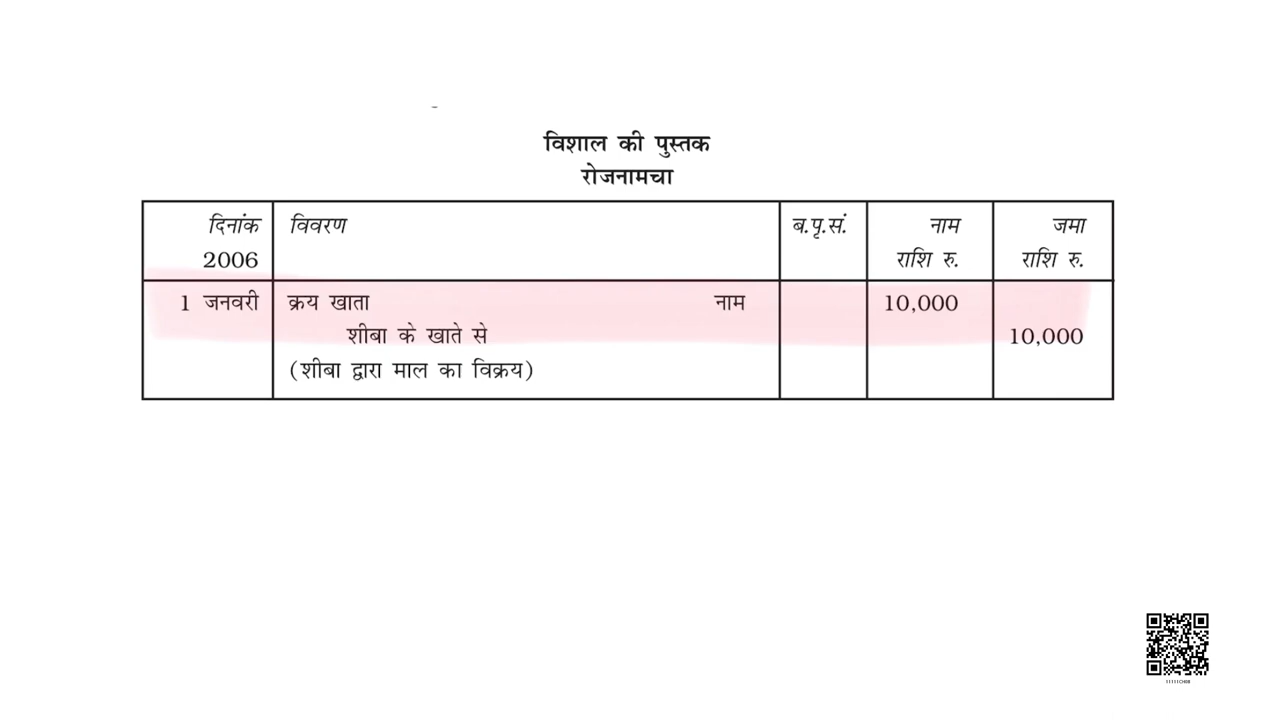 विशाल की पुस्तक
रोजनामचा
दिनांक विवरण ब.पृ.सं. नाम जमा
2006 राशि रु. राशि रु.
1 जनवरी क्रय खाता नाम 10,000
शीबा के खाते से 10,000
(शीबा द्वारा माल का विक्रय)